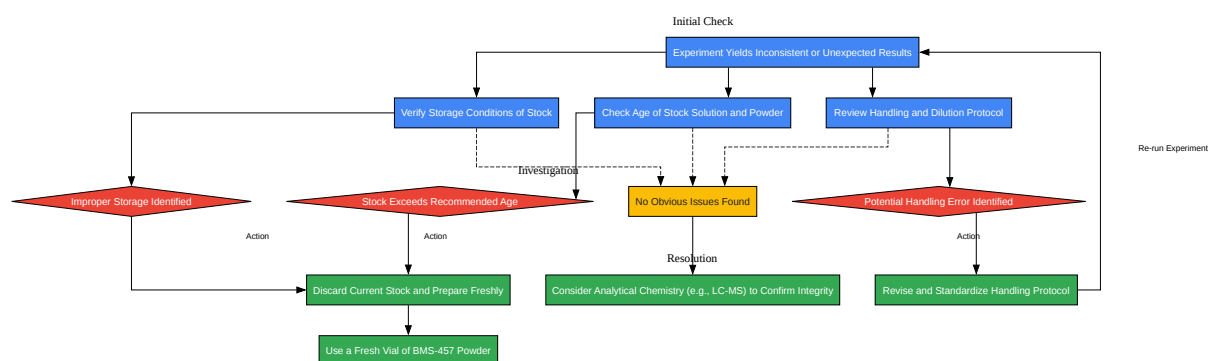 Initial Check
Experiment Yields Inconsistent or Unexpected Results
Verify Storage Conditions of Stock
Check Age of Stock Solution and Powder
Review Handling and Dilution Protocol
Re-run Experiment
Investigation
Improper Storage Identified
Stock Exceeds Recommended Age
No Obvious Issues Found
Potential Handling Error Identified
Action
Action
Action
Resolution
Discard Current Stock and Prepare Freshly
Consider Analytical Chemistry (e.g., LC-MS) to Confirm Integrity
Revise and Standardize Handling Protocol
Use a Fresh Vial of BMS-457 Powder